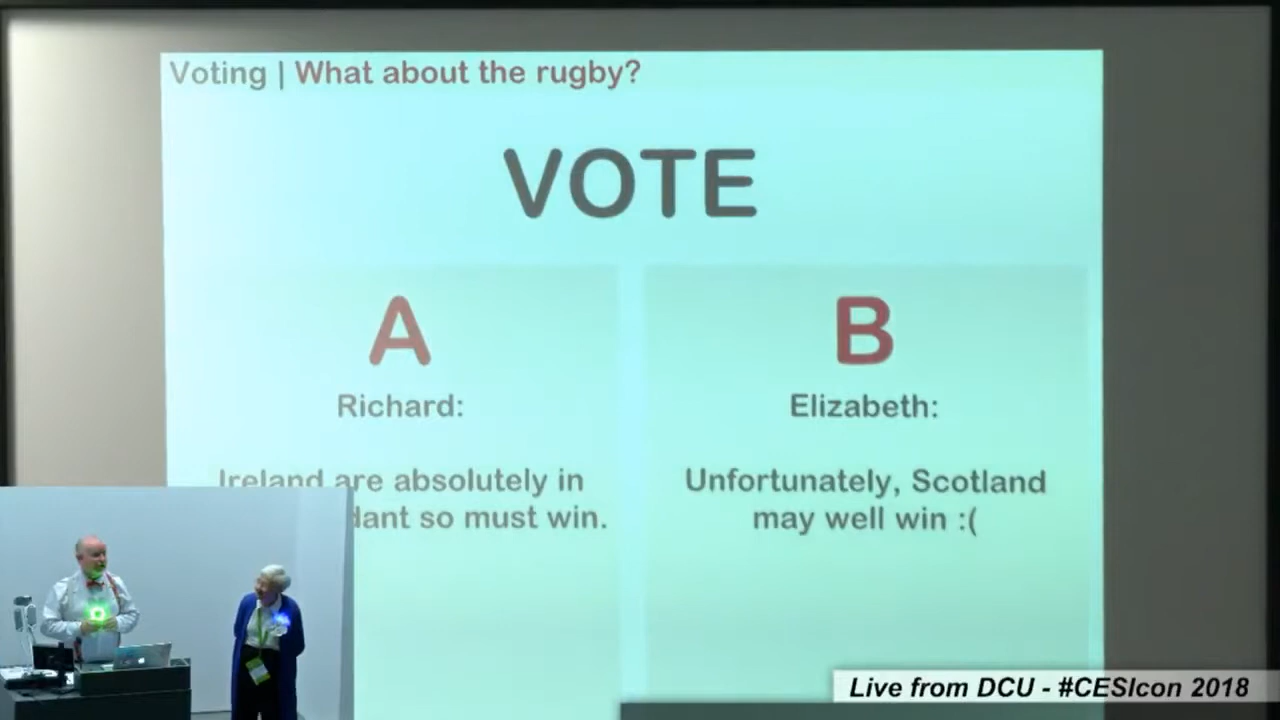 Voting | What about the rugby?
VOTE
A
B
Richard:
Ireland are absolutely in
so must win.
Elizabeth:
Unfortunately, Scotland
may well win :(
Live from DCU - #CESIcon 2018